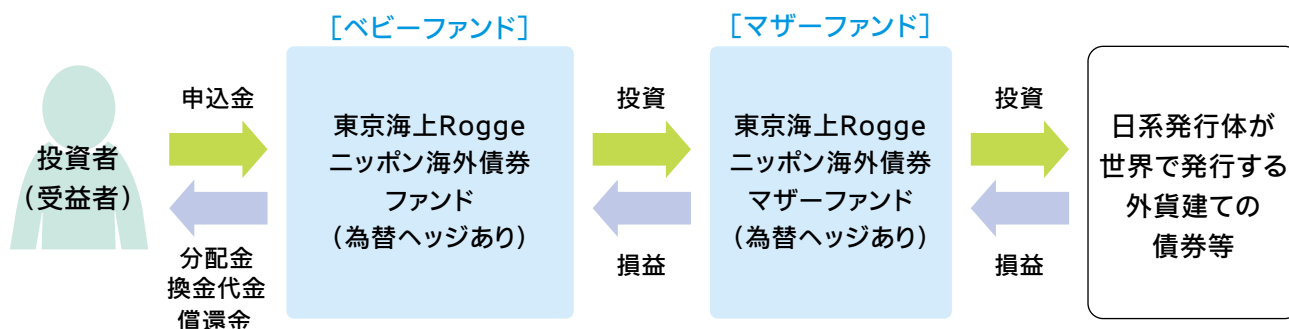 [ベビーファンド]
[マザーファンド]
投資者
(受益者)
申込金
分配金
換金代金
償還金
東京海上Rogge
ニッポン海外債券
ファンド
(為替ヘッジあり)
投資
損益
東京海上Rogge
ニッポン海外債券
マザーファンド
(為替ヘッジあり)
投資
損益
日系発行体が
世界で発行する
外貨建ての
債券等